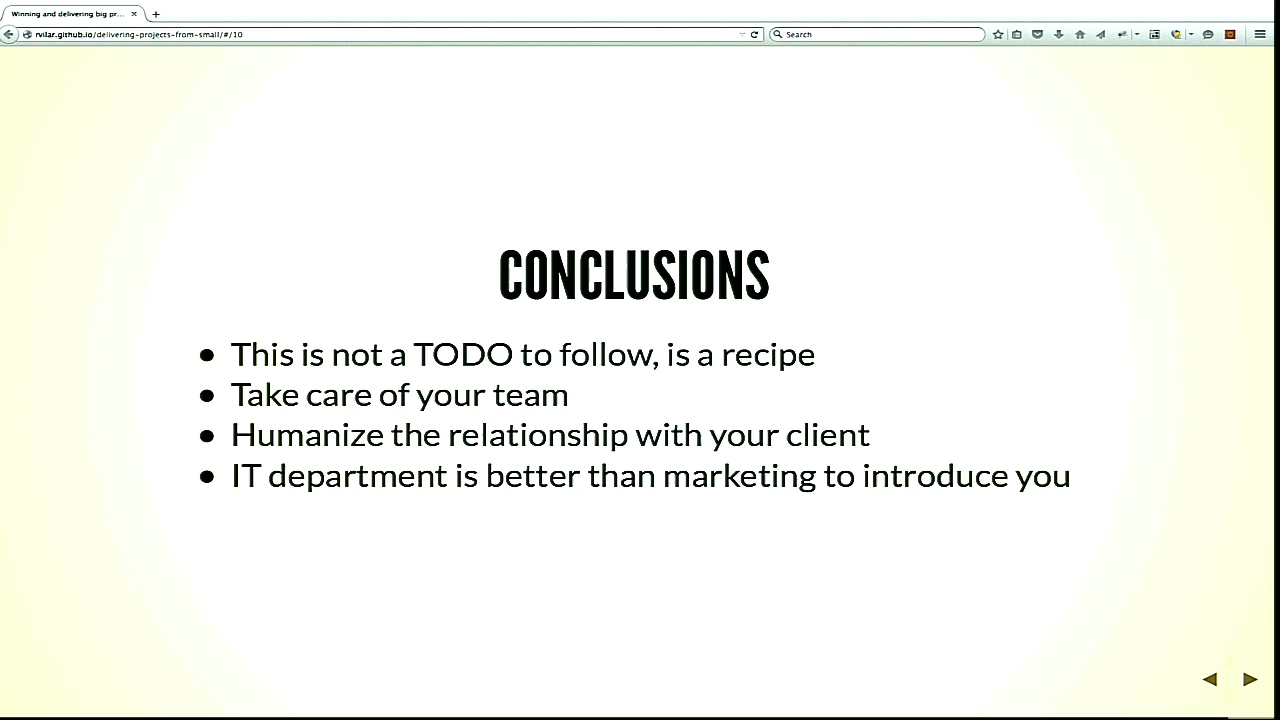 Winning and delivering big pr...
rvilar.github.io/delivering-projects-from-small/#/10
Search
CONCLUSIONS
This is not a TODO to follow, is a recipe
Take care of your team
Humanize the relationship with your client
IT department is better than marketing to introduce you